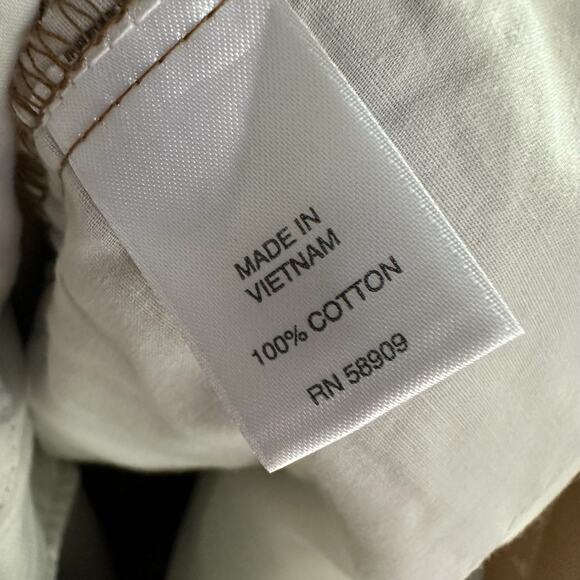 MADE IN
VIETNAM
100% COTTON
RN 58909